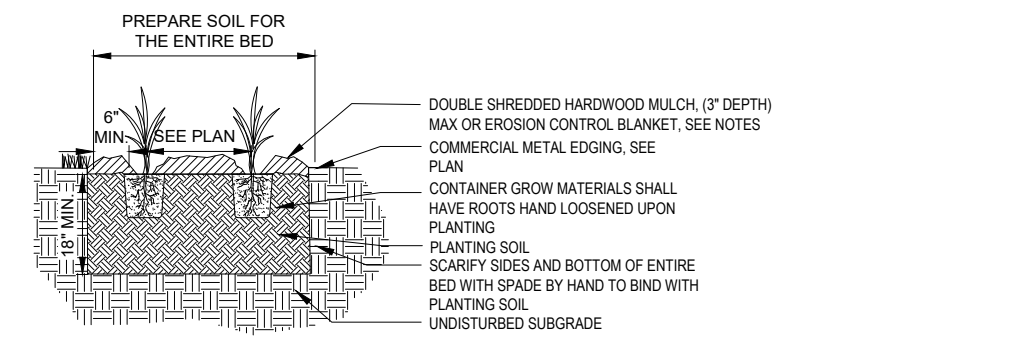 PREPARE SOIL FOR
THE ENTIRE BED
6"
MIN.
SEE PLAN
18" MIN.
DOUBLE SHREDDED HARDWOOD MULCH, (3" DEPTH)
MAX OR EROSION CONTROL BLANKET, SEE NOTES
COMMERCIAL METAL EDGING, SEE
PLAN
CONTAINER GROW MATERIALS SHALL
HAVE ROOTS HAND LOOSENED UPON
PLANTING
PLANTING SOIL
SCARIFY SIDES AND BOTTOM OF ENTIRE
BED WITH SPADE BY HAND TO BIND WITH
PLANTING SOIL
UNDISTURBED SUBGRADE